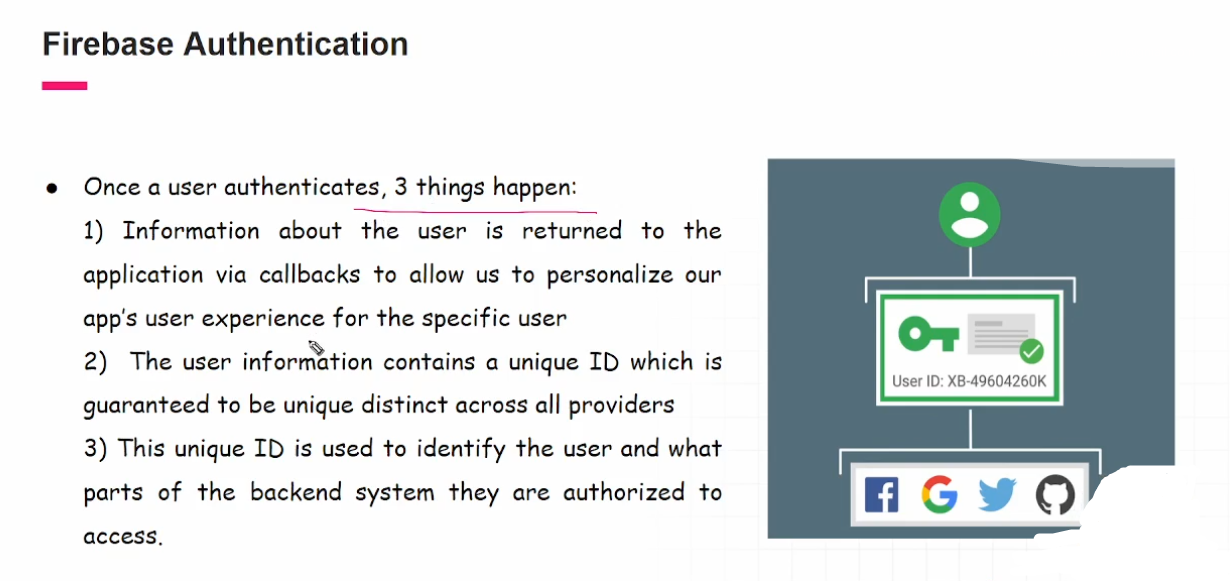 Firebase Authentication
● Once a user authenticates, 3 things happen:
1) Information about the user is returned to the
application via callbacks to allow us to personalize our
app's user experience for the specific user
2) The user information contains a unique ID which is
guaranteed to be unique distinct across all providers
3) This unique ID is used to identify the user and what
parts of the backend system they are authorized to
access.
User ID: XB-49604260K